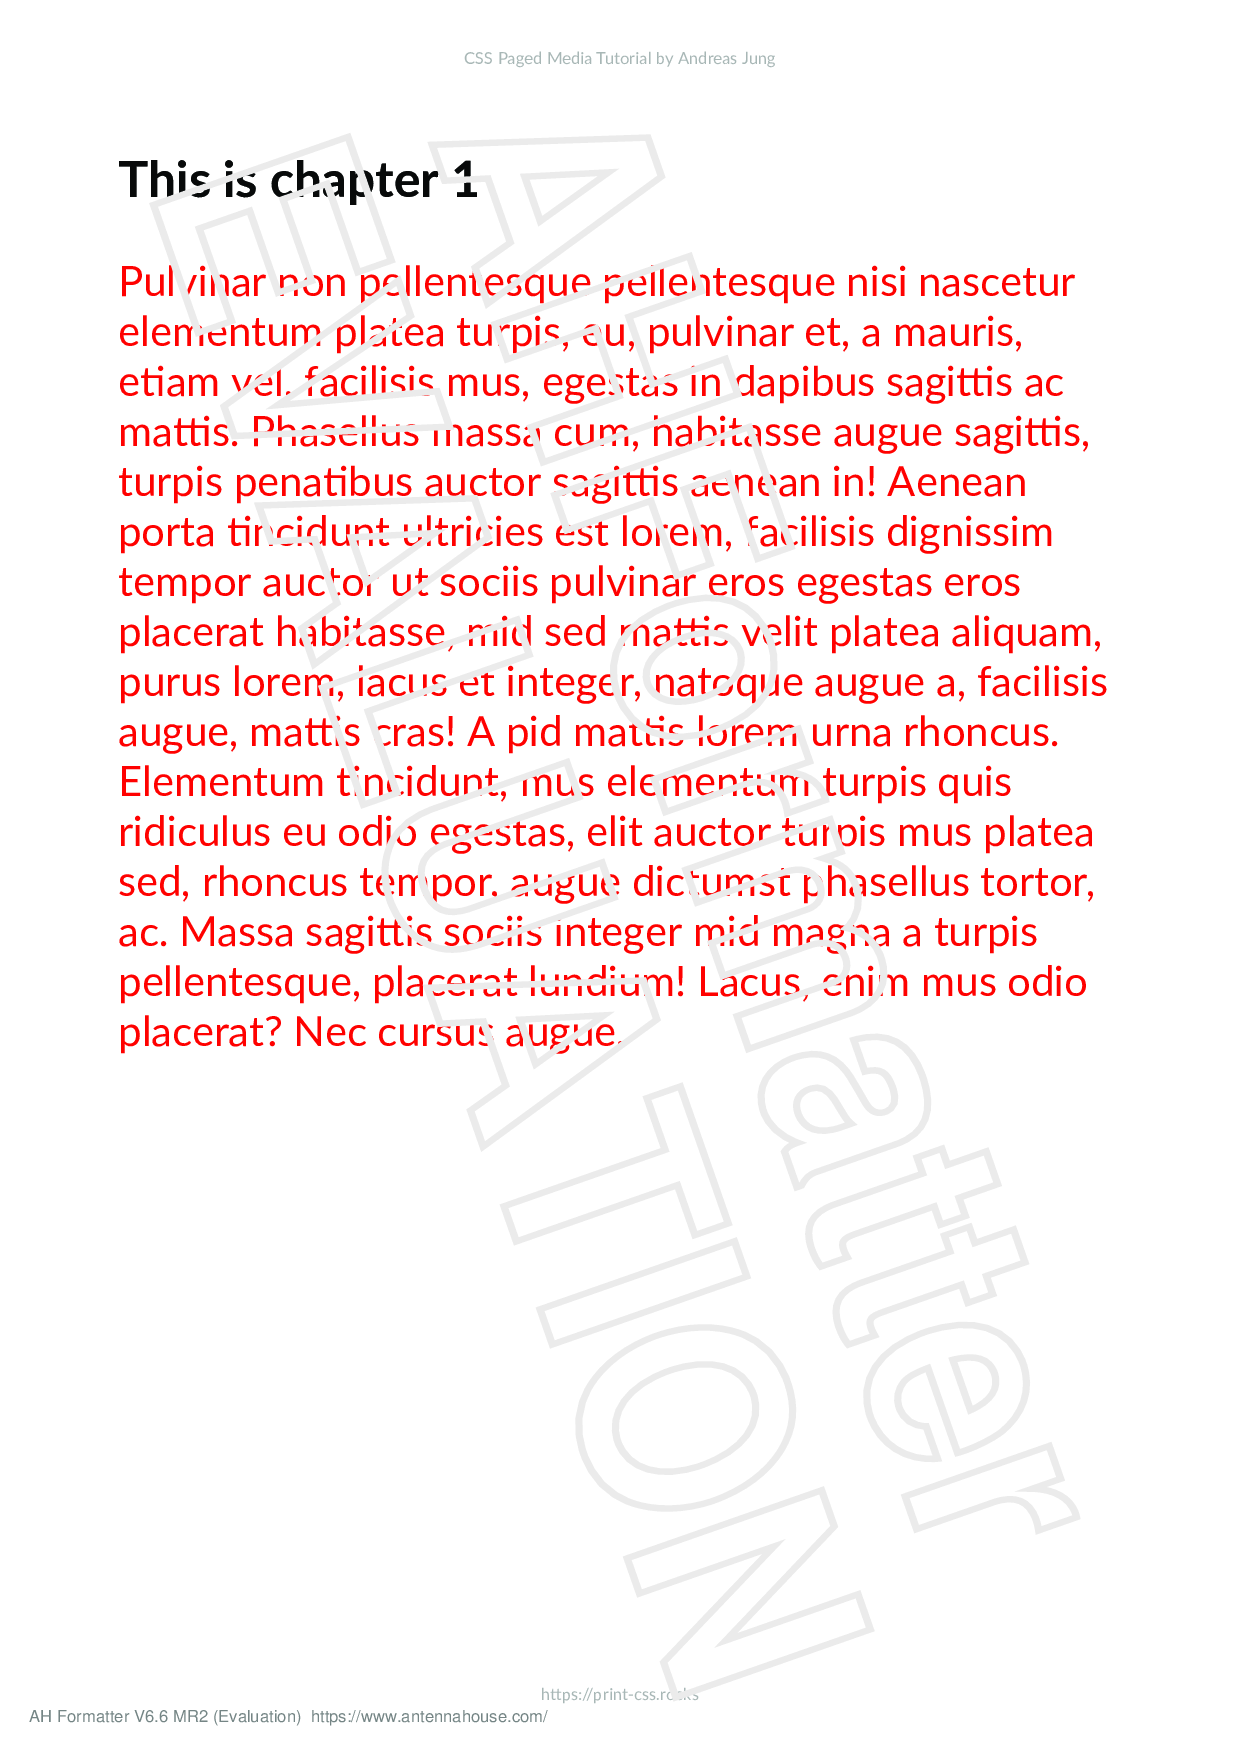 CSS Paged Media Tutorial by Andreas Jung
This is chapter 1
Pulvinar non pellentesque pellentesque nisi nascetur
elementum platea turpis, eu, pulvinar et, a mauris,
etiam vel, facilisis mus, egestas in dapibus sagittis ac
mattis. Phasellus massa cum, habitasse augue sagittis,
turpis penatibus auctor sagittis aenean in! Aenean
porta tincidunt ultricies est lorem, facilisis dignissim
tempor auctor ut sociis pulvinar eros egestas eros
placerat habitasse, mid sed mattis velit platea aliquam,
purus lorem, lacus et integer, natoque augue a, facilisis
augue, mattis cras! A pid mattis lorem urna rhoncus.
Elementum tincidunt, mus elementum turpis quis
ridiculus eu odio egestas, elit auctor turpis mus platea
sed, rhoncus tempor, augue dictumst phasellus tortor,
ac. Massa sagittis sociis integer mid magna a turpis
pellentesque, placerat lundium! Lacus, enim mus odio
placerat? Nec cursus augue.
AHFormatter
EVALUATION
https://print-css.rocks
AH Formatter V6.6 MR2 (Evaluation) https://www.antennahouse.com/